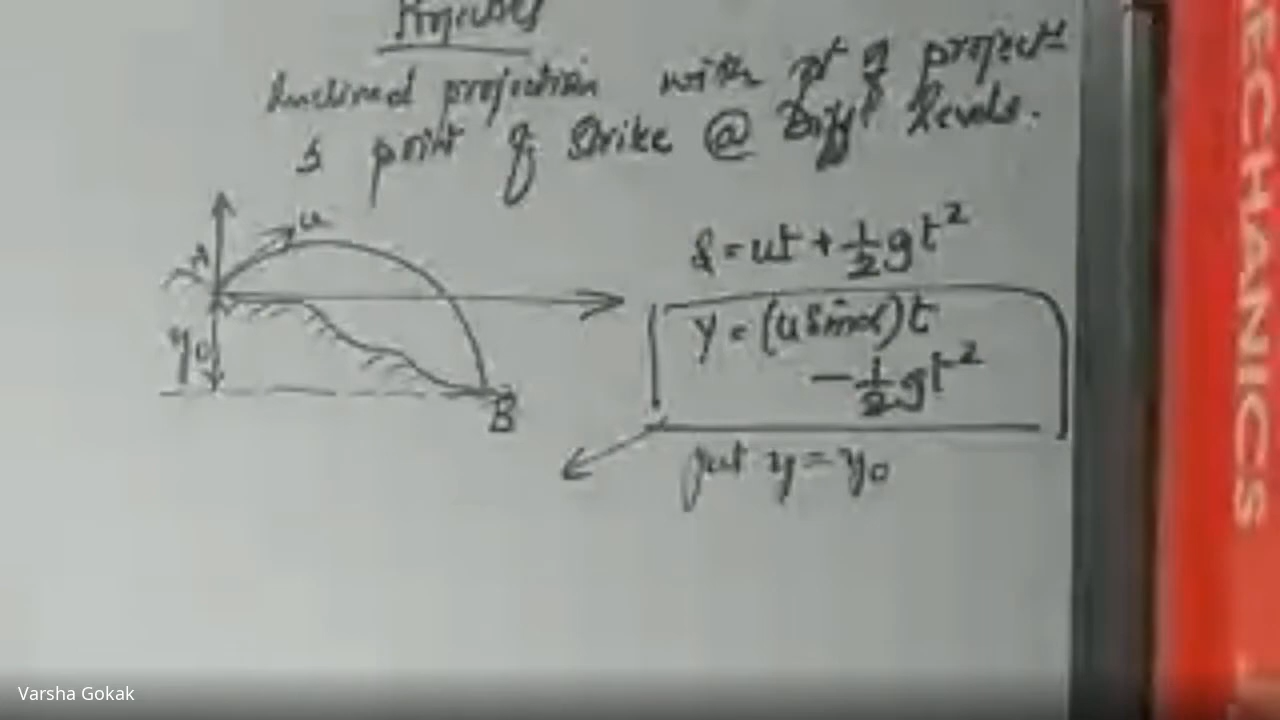 Projectiles
Inclined projection with pt of project=
& point of Strike @ Diff levels.
u
A
y0
B
S = ut + 1/2 gt²
y = (u sinα)t
- 1/2 gt²
put y = y0
MECHANICS
Varsha Gokak